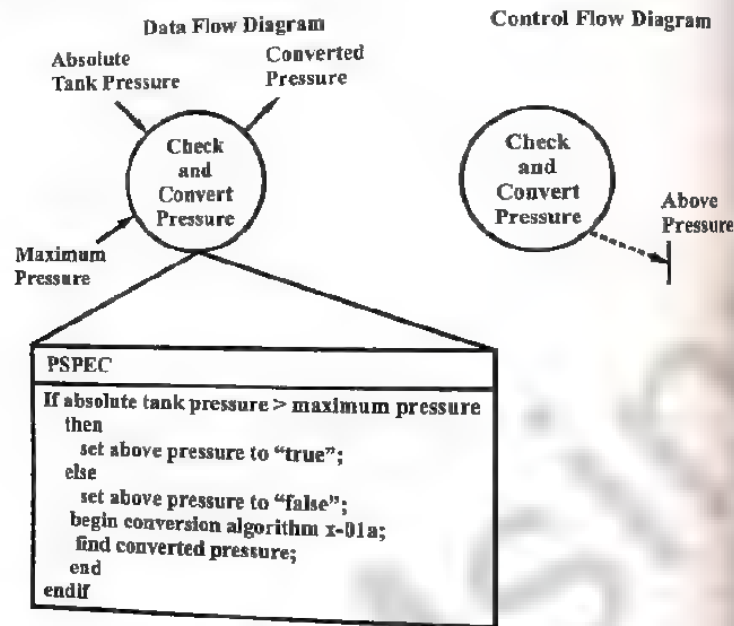 Data Flow Diagram
Control Flow Diagram
Absolute
Tank Pressure
Converted
Pressure
Check
and
Convert
Pressure
Maximum
Pressure
Check
and
Convert
Pressure
Above
Pressure
PSPEC
If absolute tank pressure > maximum pressure
then
set above pressure to “true”;
else
set above pressure to “false”;
begin conversion algorithm x-01a;
find converted pressure;
end
endif